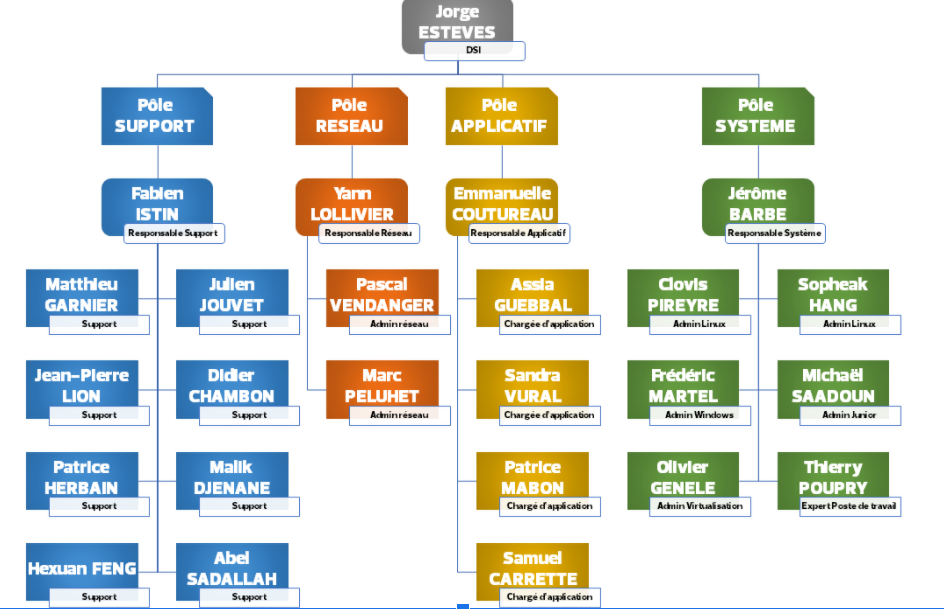 Jorge
ESTEVES
DSI
Pôle
SUPPORT
Pôle
RESEAU
Pôle
APPLICATIF
Pôle
SYSTEME
Fabien
ISTIN
Responsable Support
Yann
LOLLIVIER
Responsable Réseau
Emmanuelle
COUTUREAU
Responsable Applicatif
Jérôme
BARBE
Responsable Système
Matthieu
GARNIER
Support
Julien
JOUVET
Support
Pascal
VENDANGER
Admin réseau
Assia
GUEBBAL
Chargée d'application
Clovis
PIREYRE
Admin Linux
Sopheak
HANG
Admin Linux
Jean-Pierre
LION
Support
Didier
CHAMBON
Support
Marc
PELUHET
Admin réseau
Sandra
VURAL
Chargée d'application
Frédéric
MARTEL
Admin Windows
Michaël
SAADOUN
Admin Junior
Patrice
HERBAIN
Support
Malik
DJENANE
Support
Patrice
MABON
Chargé d'application
Olivier
GENELE
Admin Virtualisation
Thierry
POUPRY
Expert Poste de travail
Hexuan FENG
Support
Abel
SADALLAH
Support
Samuel
CARRETTE
Chargé d'application